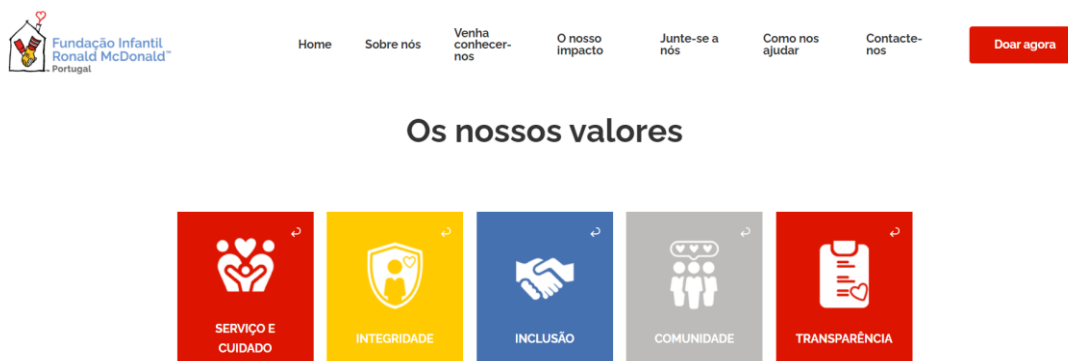 Fundação Infantil
Ronald McDonald™
Portugal
Home
Sobre nós
Venha
conhecer-
nos
O nosso
impacto
Junte-se a
nós
Como nos
ajudar
Contacte-
nos
Doar agora
Os nossos valores
SERVIÇO E
CUIDADO
INTEGRIDADE
INCLUSÃO
COMUNIDADE
TRANSPARÊNCIA